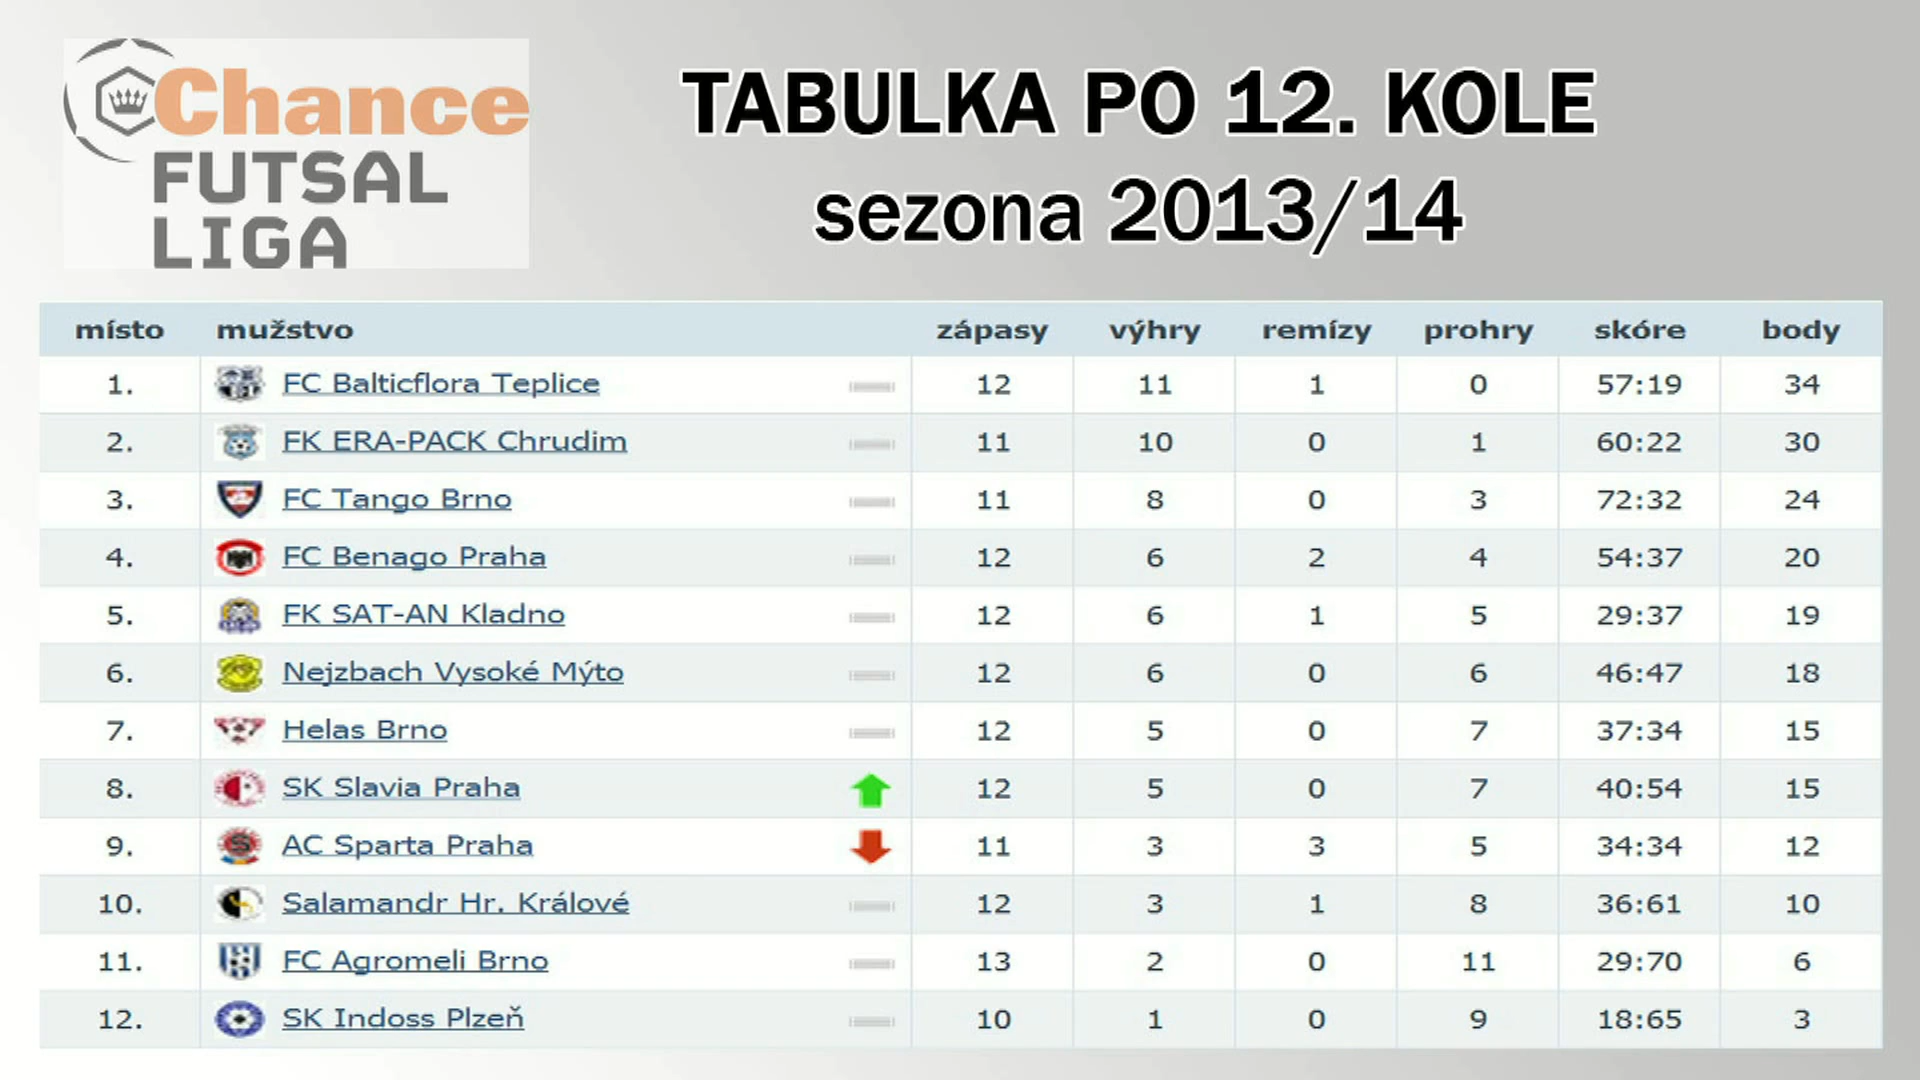 Chance
FUTSAL
LIGA
TABULKA PO 12. KOLE
sezona 2013/14
místo mužstvo zápasy výhry remízy prohry skóre body
1. FC Balticflora Teplice 12 11 1 0 57:19 34
2. FK ERA-PACK Chrudim 11 10 0 1 60:22 30
3. FC Tango Brno 11 8 0 3 72:32 24
4. FC Benago Praha 12 6 2 4 54:37 20
5. FK SAT-AN Kladno 12 6 1 5 29:37 19
6. Nejzbach Vysoké Mýto 12 6 0 6 46:47 18
7. Helas Brno 12 5 0 7 37:34 15
8. SK Slavia Praha 12 5 0 7 40:54 15
9. AC Sparta Praha 11 3 3 5 34:34 12
10. Salamandr Hr. Králové 12 3 1 8 36:61 10
11. FC Agromeli Brno 13 2 0 11 29:70 6
12. SK Indoss Plzeň 10 1 0 9 18:65 3